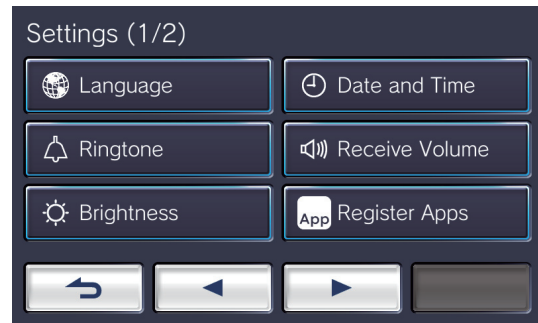 Settings (1/2)
Language
Date and Time
Ringtone
Receive Volume
Brightness
App Register Apps